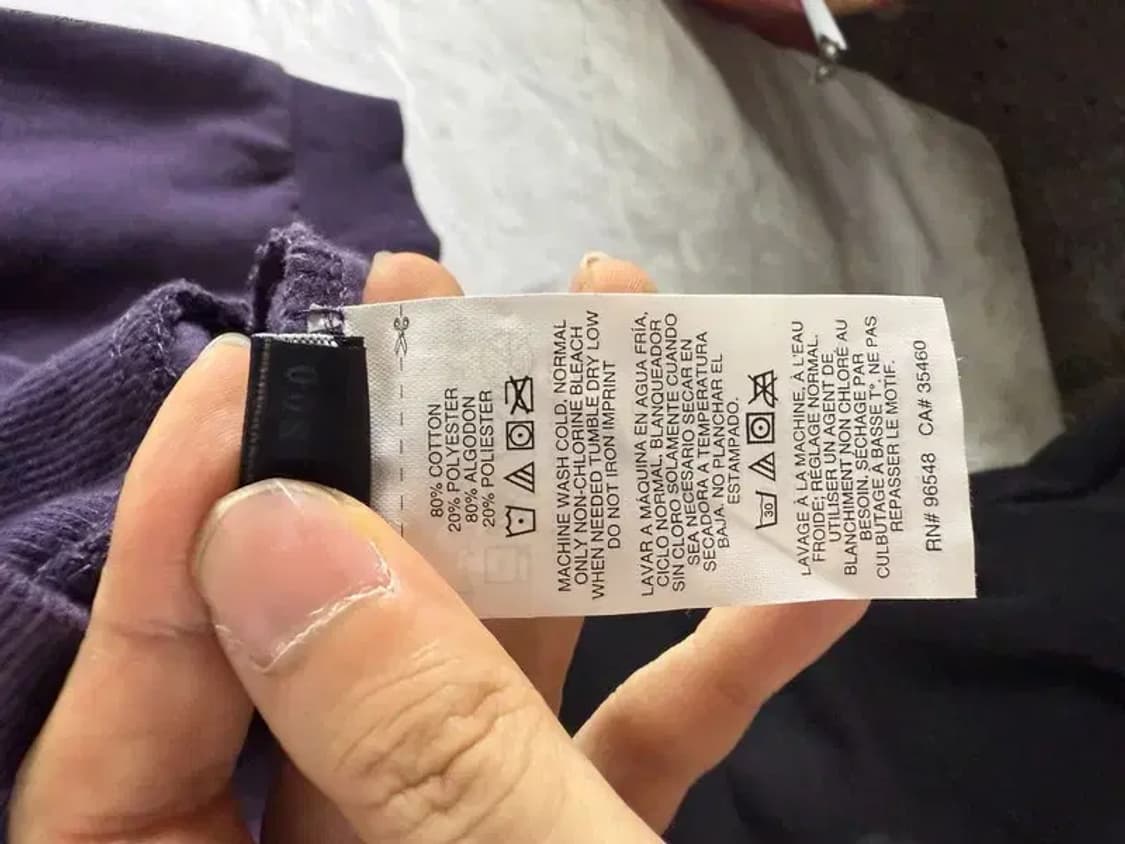 80% COTTON
20% POLYESTER
80% ALGODON
20% POLIESTER
MACHINE WASH COLD, NORMAL
ONLY NON-CHLORINE BLEACH
WHEN NEEDED TUMBLE DRY LOW
DO NOT IRON IMPRINT
LAVAR A MÁQUINA EN AGUA FRÍA,
CICLO NORMAL, BLANQUEADOR
SIN CLORO SOLAMENTE CUANDO
SEA NECESARIO SECAR EN
SECADORA A TEMPERATURA
BAJA. NO PLANCHAR EL
ESTAMPADO.
30
LAVAGE À LA MACHINE, À L'EAU
FROIDE; RÉGLAGE NORMAL.
UTILISER UN AGENT DE
BLANCHIMENT NON CHLORÉ AU
BESOIN. SÉCHAGE PAR
CULBUTAGE À BASSE T°. NE PAS
REPASSER LE MOTIF.
RN# 96548 CA# 35460